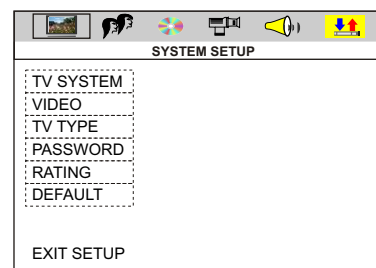 SYSTEM SETUP
TV SYSTEM
VIDEO
TV TYPE
PASSWORD
RATING
DEFAULT
EXIT SETUP